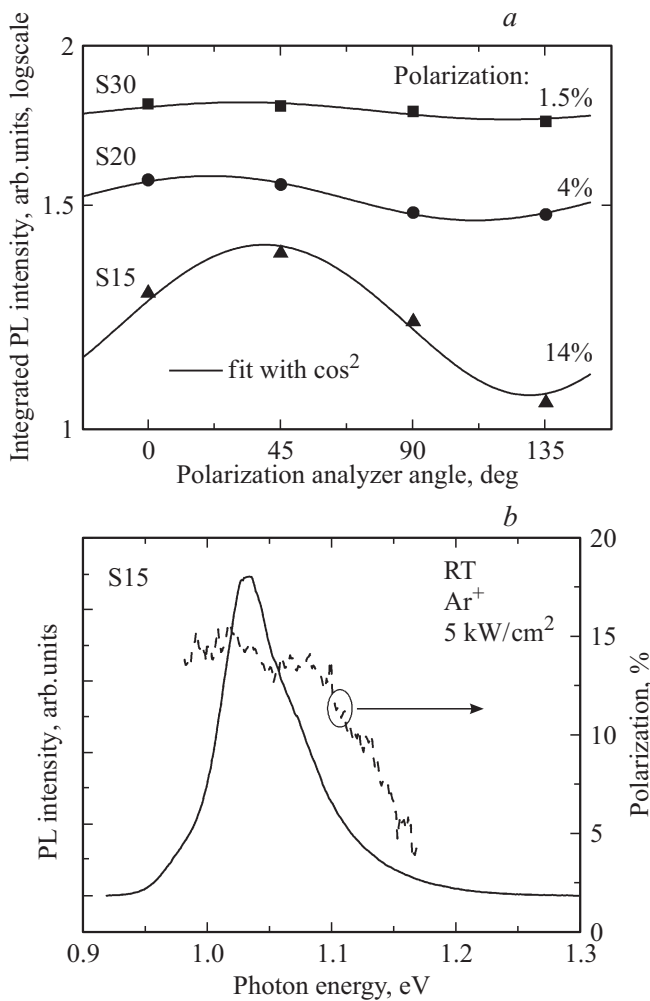 a
Integrated PL intensity, arb.units, logscale
2
1.5
1
S30
Polarization:
1.5%
S20
4%
S15
14%
fit with cos²
0 45 90 135
Polarization analyzer angle, deg
b
PL intensity, arb.units
S15
RT
Ar⁺
5 kW/cm²
20
15
10
5
0
Polarization, %
0.9 1.0 1.1 1.2 1.3
Photon energy, eV